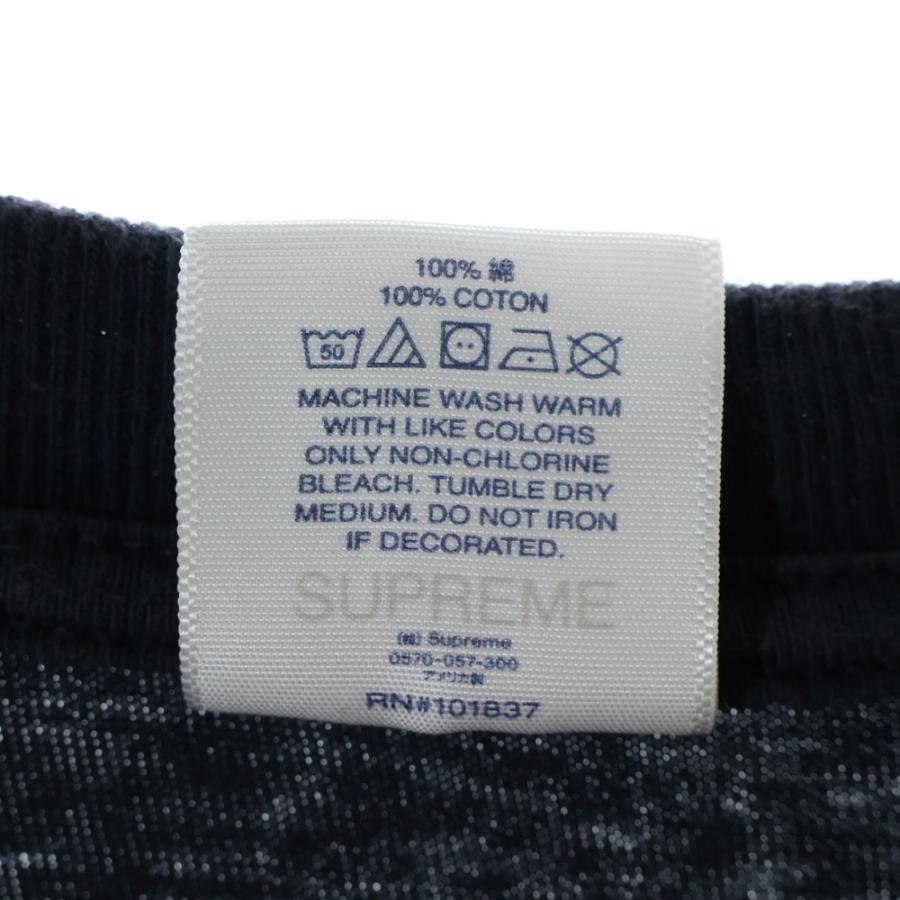 100% 綿
100% COTON
50
MACHINE WASH WARM
WITH LIKE COLORS
ONLY NON-CHLORINE
BLEACH. TUMBLE DRY
MEDIUM. DO NOT IRON
IF DECORATED.
SUPREME
(株) Supreme
0570-057-300
アメリカ製
RN#101837